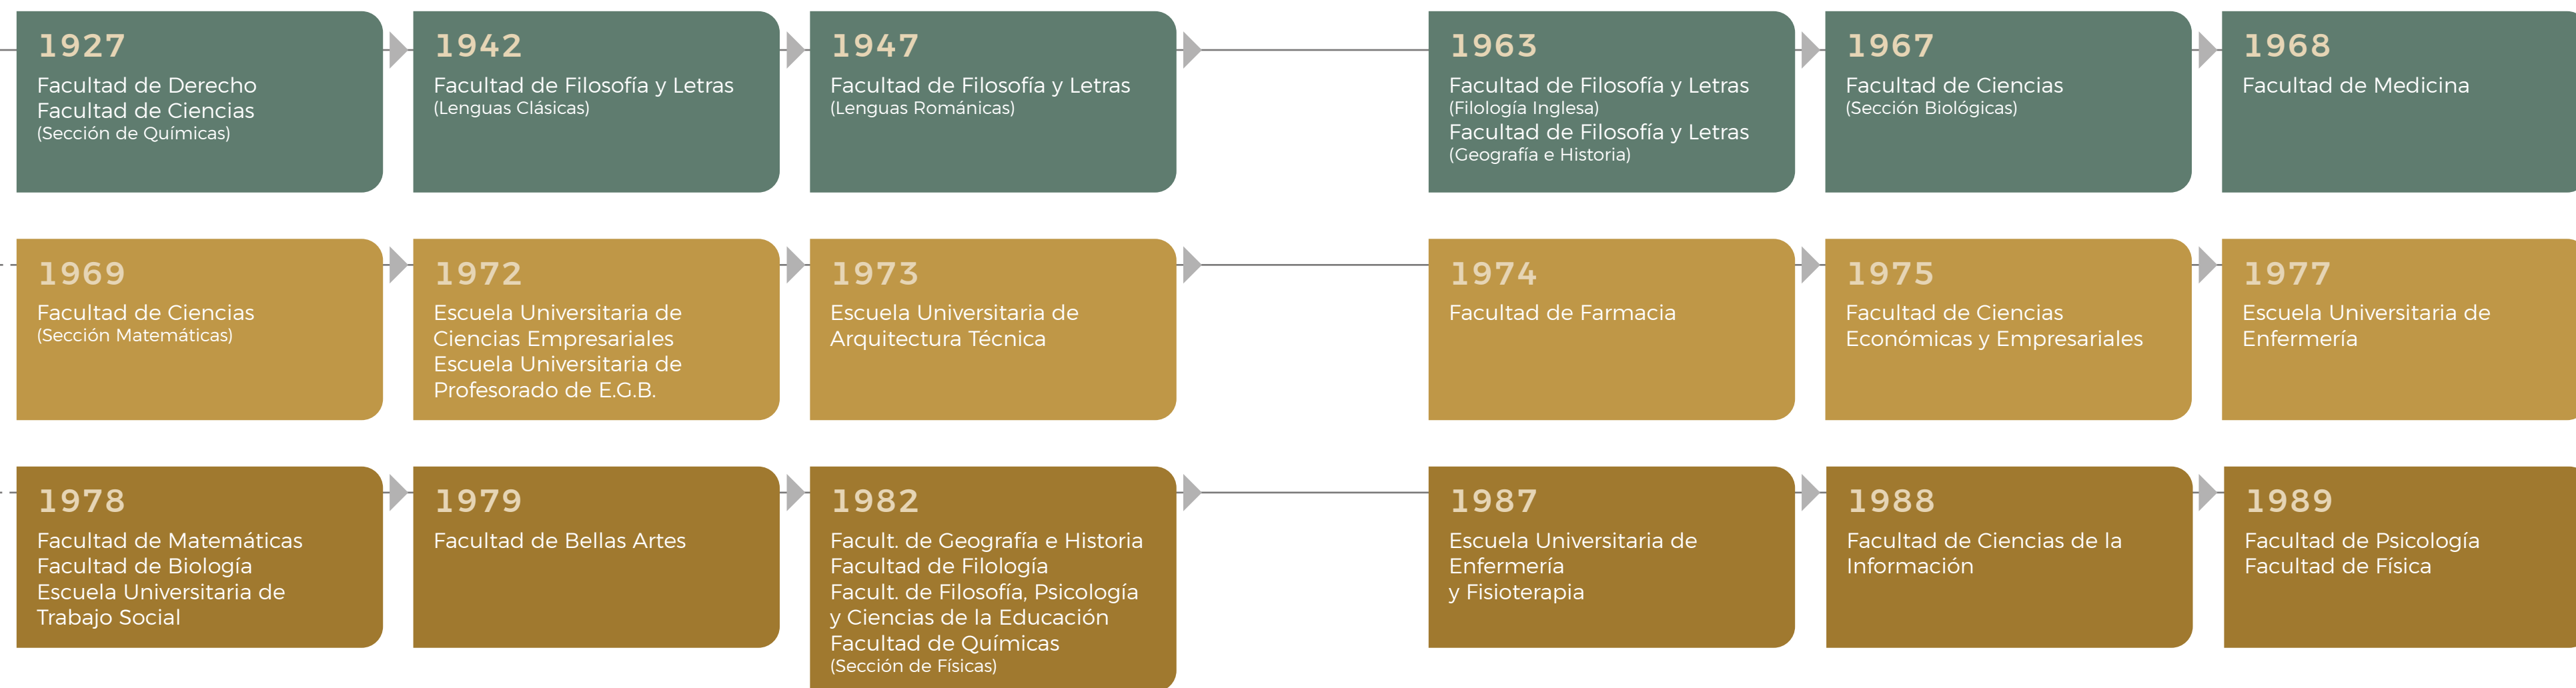 1927
Facultad de Derecho
Facultad de Ciencias
(Sección de Químicas)
1942
Facultad de Filosofía y Letras
(Lenguas Clásicas)
1947
Facultad de Filosofía y Letras
(Lenguas Románicas)
1963
Facultad de Filosofía y Letras
(Filología Inglesa)
Facultad de Filosofía y Letras
(Geografía e Historia)
1967
Facultad de Ciencias
(Sección Biológicas)
1968
Facultad de Medicina
1969
Facultad de Ciencias
(Sección Matemáticas)
1972
Escuela Universitaria de
Ciencias Empresariales
Escuela Universitaria de
Profesorado de E.G.B.
1973
Escuela Universitaria de
Arquitectura Técnica
1974
Facultad de Farmacia
1975
Facultad de Ciencias
Económicas y Empresariales
1977
Escuela Universitaria de
Enfermería
1978
Facultad de Matemáticas
Facultad de Biología
Escuela Universitaria de
Trabajo Social
1979
Facultad de Bellas Artes
1982
Facult. de Geografía e Historia
Facultad de Filología
Facult. de Filosofía, Psicología
y Ciencias de la Educación
Facultad de Químicas
(Sección de Físicas)
1987
Escuela Universitaria de
Enfermería
y Fisioterapia
1988
Facultad de Ciencias de la
Información
1989
Facultad de Psicología
Facultad de Física